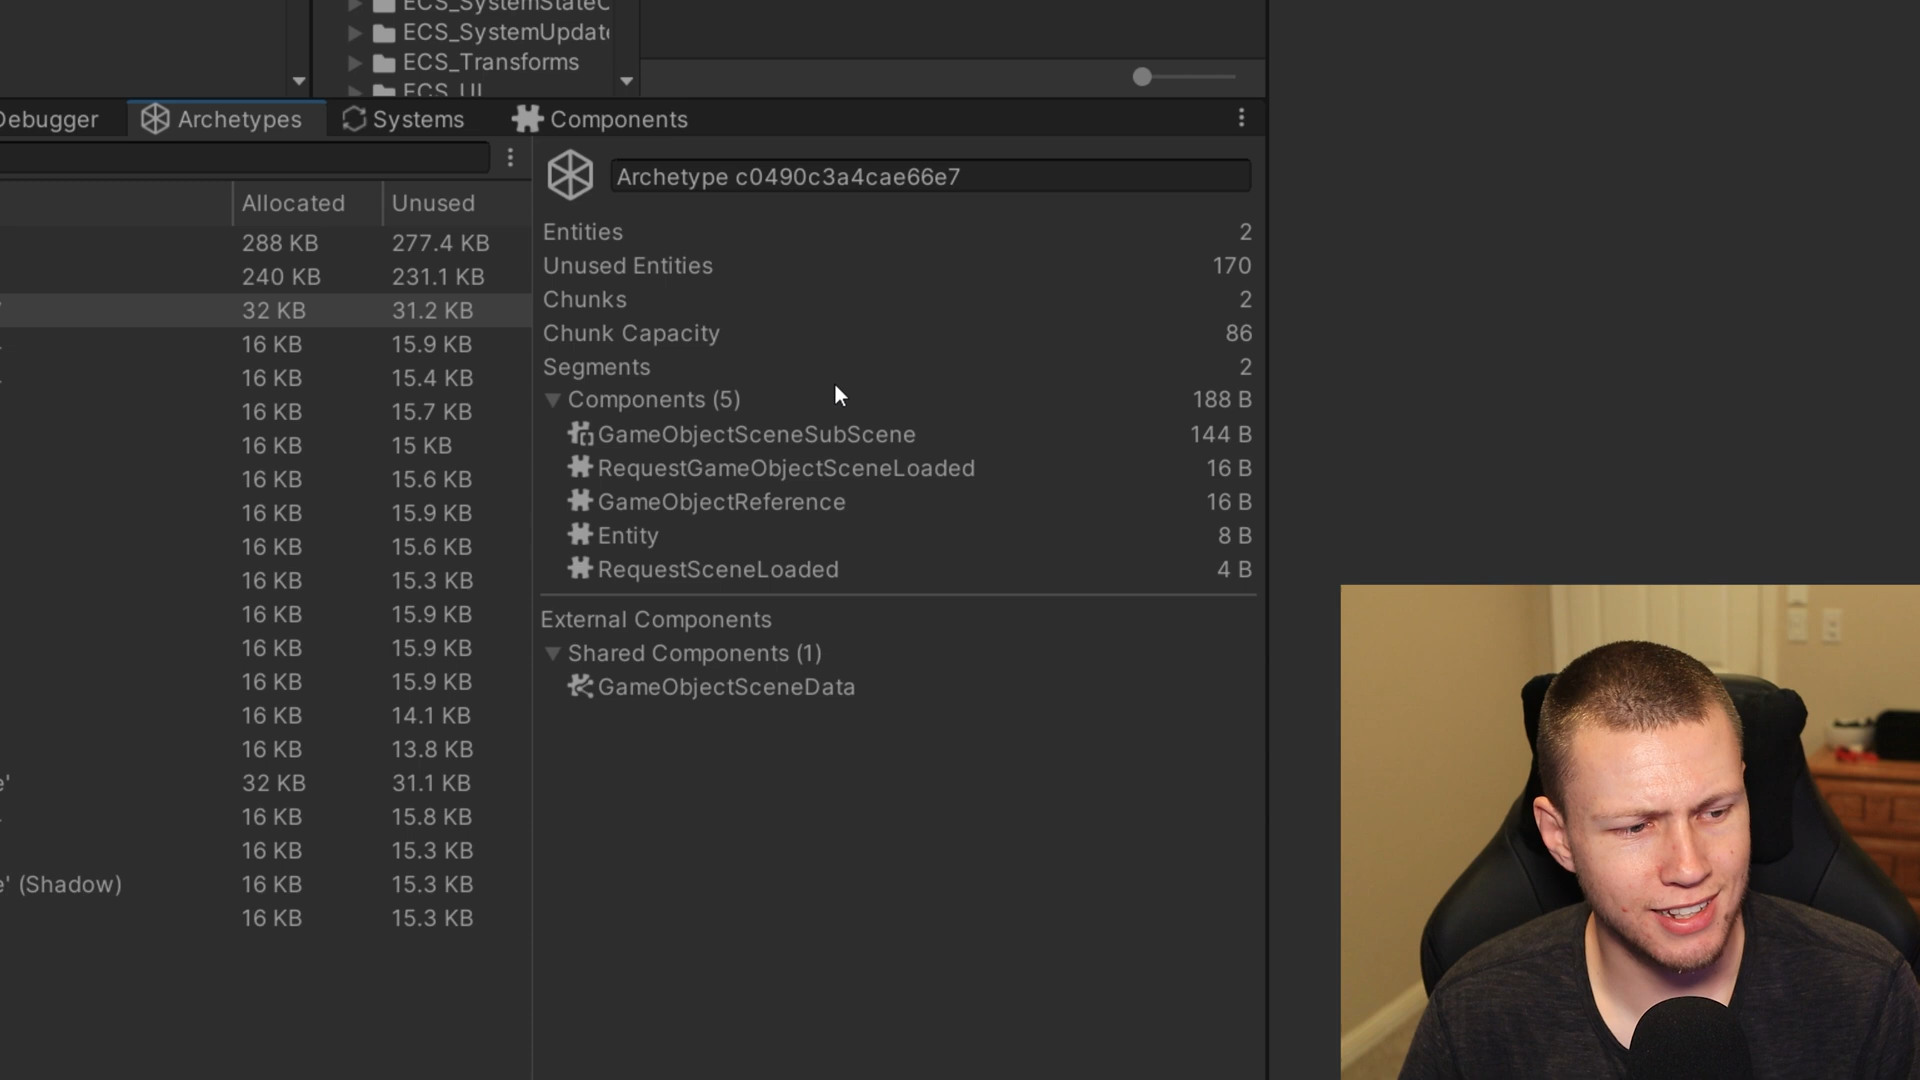 ECS_SystemUpdat
ECS_Transforms
Debugger
Archetypes
Systems
Components
Archetype c0490c3a4cae66e7
Allocated Unused
288 KB 277.4 KB
240 KB 231.1 KB
32 KB 31.2 KB
16 KB 15.9 KB
16 KB 15.4 KB
16 KB 15.7 KB
16 KB 15 KB
16 KB 15.6 KB
16 KB 15.9 KB
16 KB 15.6 KB
16 KB 15.3 KB
16 KB 15.9 KB
16 KB 15.9 KB
16 KB 15.9 KB
16 KB 14.1 KB
16 KB 13.8 KB
e' 32 KB 31.1 KB
16 KB 15.8 KB
16 KB 15.3 KB
e' (Shadow) 16 KB 15.3 KB
16 KB 15.3 KB
Entities 2
Unused Entities 170
Chunks 2
Chunk Capacity 86
Segments 2
Components (5) 188 B
GameObjectSceneSubScene 144 B
RequestGameObjectSceneLoaded 16 B
GameObjectReference 16 B
Entity 8 B
RequestSceneLoaded 4 B
External Components
Shared Components (1)
GameObjectSceneData